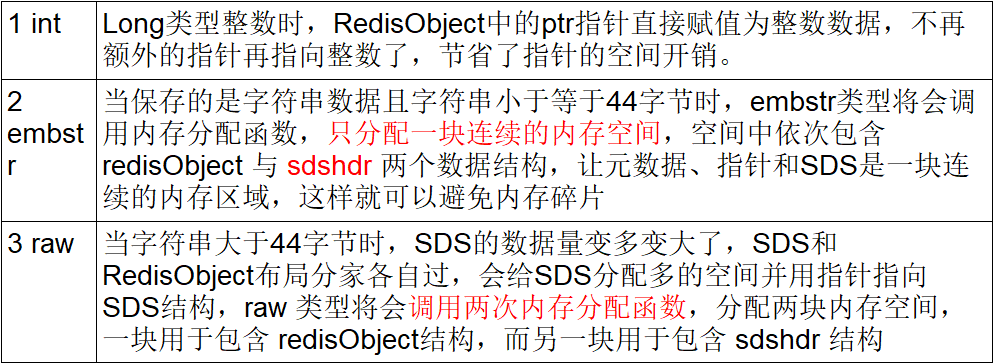 1 int
Long类型整数时，RedisObject中的ptr指针直接赋值为整数数据，不再
额外的指针再指向整数了，节省了指针的空间开销。
2
embst
r
当保存的是字符串数据且字符串小于等于44字节时，embstr类型将会调
用内存分配函数，只分配一块连续的内存空间，空间中依次包含
redisObject 与 sdshdr 两个数据结构，让元数据、指针和SDS是一块连
续的内存区域，这样就可以避免内存碎片
3 raw
当字符串大于44字节时，SDS的数据量变多变大了，SDS和
RedisObject布局分家各自过，会给SDS分配多的空间并用指针指向
SDS结构，raw 类型将会调用两次内存分配函数，分配两块内存空间，
一块用于包含 redisObject结构，而另一块用于包含 sdshdr 结构